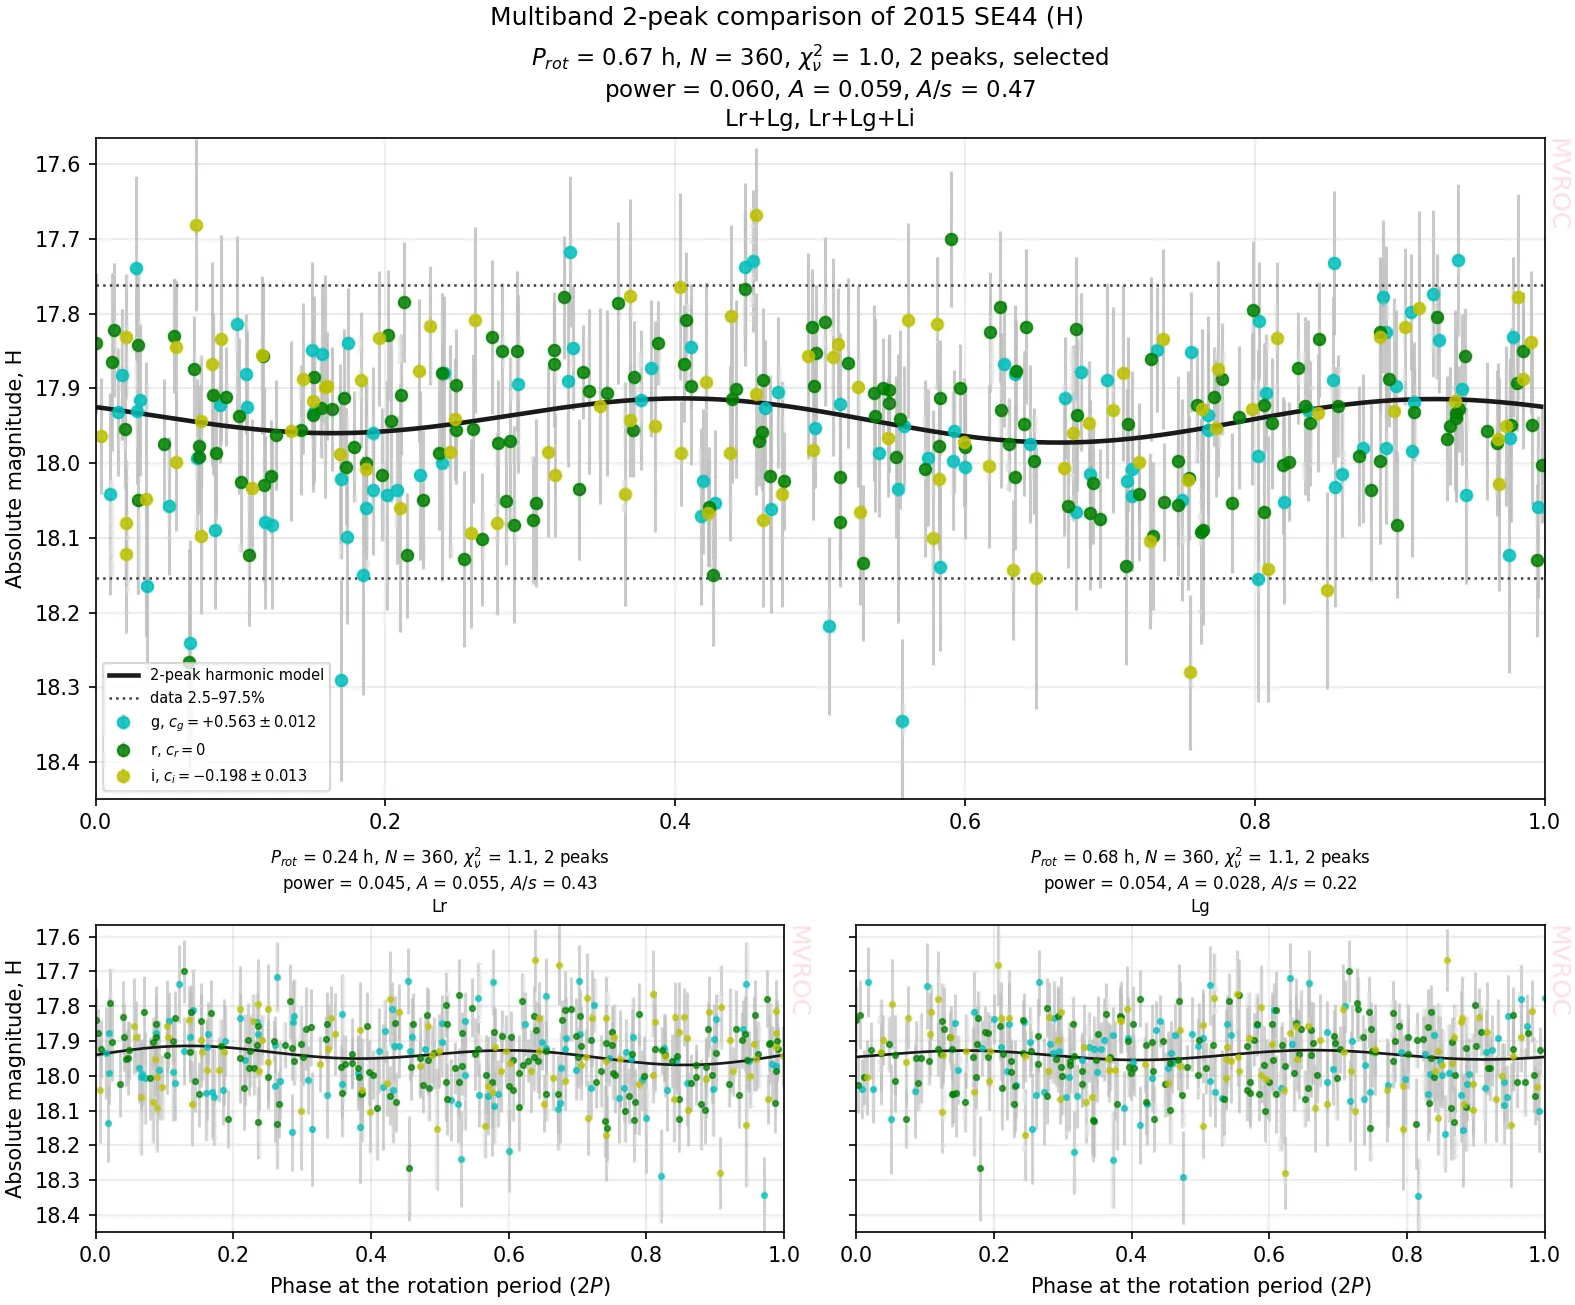 Multiband 2-peak comparison of 2015 SE44 (H)
P_rot = 0.67 h, N = 360, χ²_ν = 1.0, 2 peaks, selected
power = 0.060, A = 0.059, A/s = 0.47
Lr+Lg, Lr+Lg+Li
MVROC
Absolute magnitude, H
17.6
17.7
17.8
17.9
18.0
18.1
18.2
18.3
18.4
2-peak harmonic model
data 2.5–97.5%
g, c_g = +0.563 ± 0.012
r, c_r = 0
i, c_i = −0.198 ± 0.013
0.0 0.2 0.4 0.6 0.8 1.0
P_rot = 0.24 h, N = 360, χ²_ν = 1.1, 2 peaks
power = 0.045, A = 0.055, A/s = 0.43
Lr
MVROC
Absolute magnitude, H
17.6
17.7
17.8
17.9
18.0
18.1
18.2
18.3
18.4
0.0 0.2 0.4 0.6 0.8 1.0
Phase at the rotation period (2P)
P_rot = 0.68 h, N = 360, χ²_ν = 1.1, 2 peaks
power = 0.054, A = 0.028, A/s = 0.22
Lg
MVROC
0.0 0.2 0.4 0.6 0.8 1.0
Phase at the rotation period (2P)